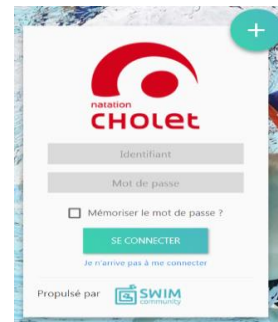 +
natation
CHOLET
Identifiant
Mot de passe
Mémoriser le mot de passe ?
SE CONNECTER
Je n'arrive pas à me connecter
Propulsé par
SWIM
community